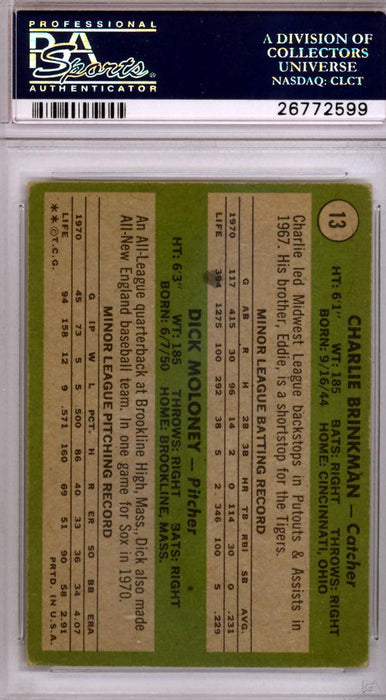 PROFESSIONAL
PSA
Sports
AUTHENTICATOR
A DIVISION OF
COLLECTORS
UNIVERSE
NASDAQ: CLCT
26772599
13
CHARLIE BRINKMAN — Catcher
HT: 6'1" WT: 185 BATS: RIGHT THROWS: RIGHT
BORN: 9/16/44 HOME: CINCINNATI, OHIO
Charlie led Midwest League backstops in Putouts & Assists in
1967. His brother, Eddie, is a shortstop for the Tigers.
MINOR LEAGUE BATTING RECORD
G AB R H 2B 3B HR TB RBI SB AVG.
1970 117 415 30 96 14 2 0 114 30 0 .231
LIFE 394 1275 100 292 38 5 2 346 100 5 .229
DICK MOLONEY — Pitcher
HT: 6'3" WT: 185 THROWS: RIGHT BATS: RIGHT
BORN: 6/7/50 HOME: BROOKLINE, MASS.
An All-League quarterback at Brookline High, Mass., Dick also made
All-New England baseball team. In one game for Sox in 1970.
MINOR LEAGUE PITCHING RECORD
G IP W L PCT. H R ER SO BB ERA
1970 45 73 5 5 .500 86 40 33 36 34 4.07
LIFE 94 158 12 9 .571 160 69 51 90 58 2.91
**© T.C.G. PRTD. IN U.S.A.